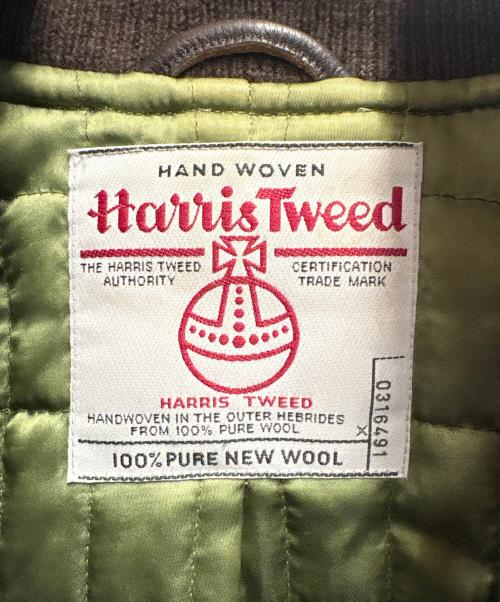 HAND WOVEN
Harris Tweed
THE HARRIS TWEED AUTHORITY
CERTIFICATION TRADE MARK
HARRIS TWEED
HANDWOVEN IN THE OUTER HEBRIDES
FROM 100% PURE WOOL
X
0316491
100% PURE NEW WOOL